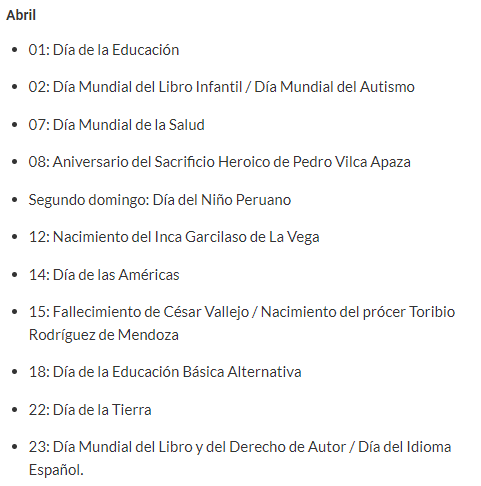 Abril
01: Día de la Educación
02: Día Mundial del Libro Infantil / Día Mundial del Autismo
07: Día Mundial de la Salud
08: Aniversario del Sacrificio Heroico de Pedro Vilca Apaza
Segundo domingo: Día del Niño Peruano
12: Nacimiento del Inca Garcilaso de La Vega
14: Día de las Américas
15: Fallecimiento de César Vallejo / Nacimiento del prócer Toribio
Rodríguez de Mendoza
18: Día de la Educación Básica Alternativa
22: Día de la Tierra
23: Día Mundial del Libro y del Derecho de Autor / Día del Idioma
Español.